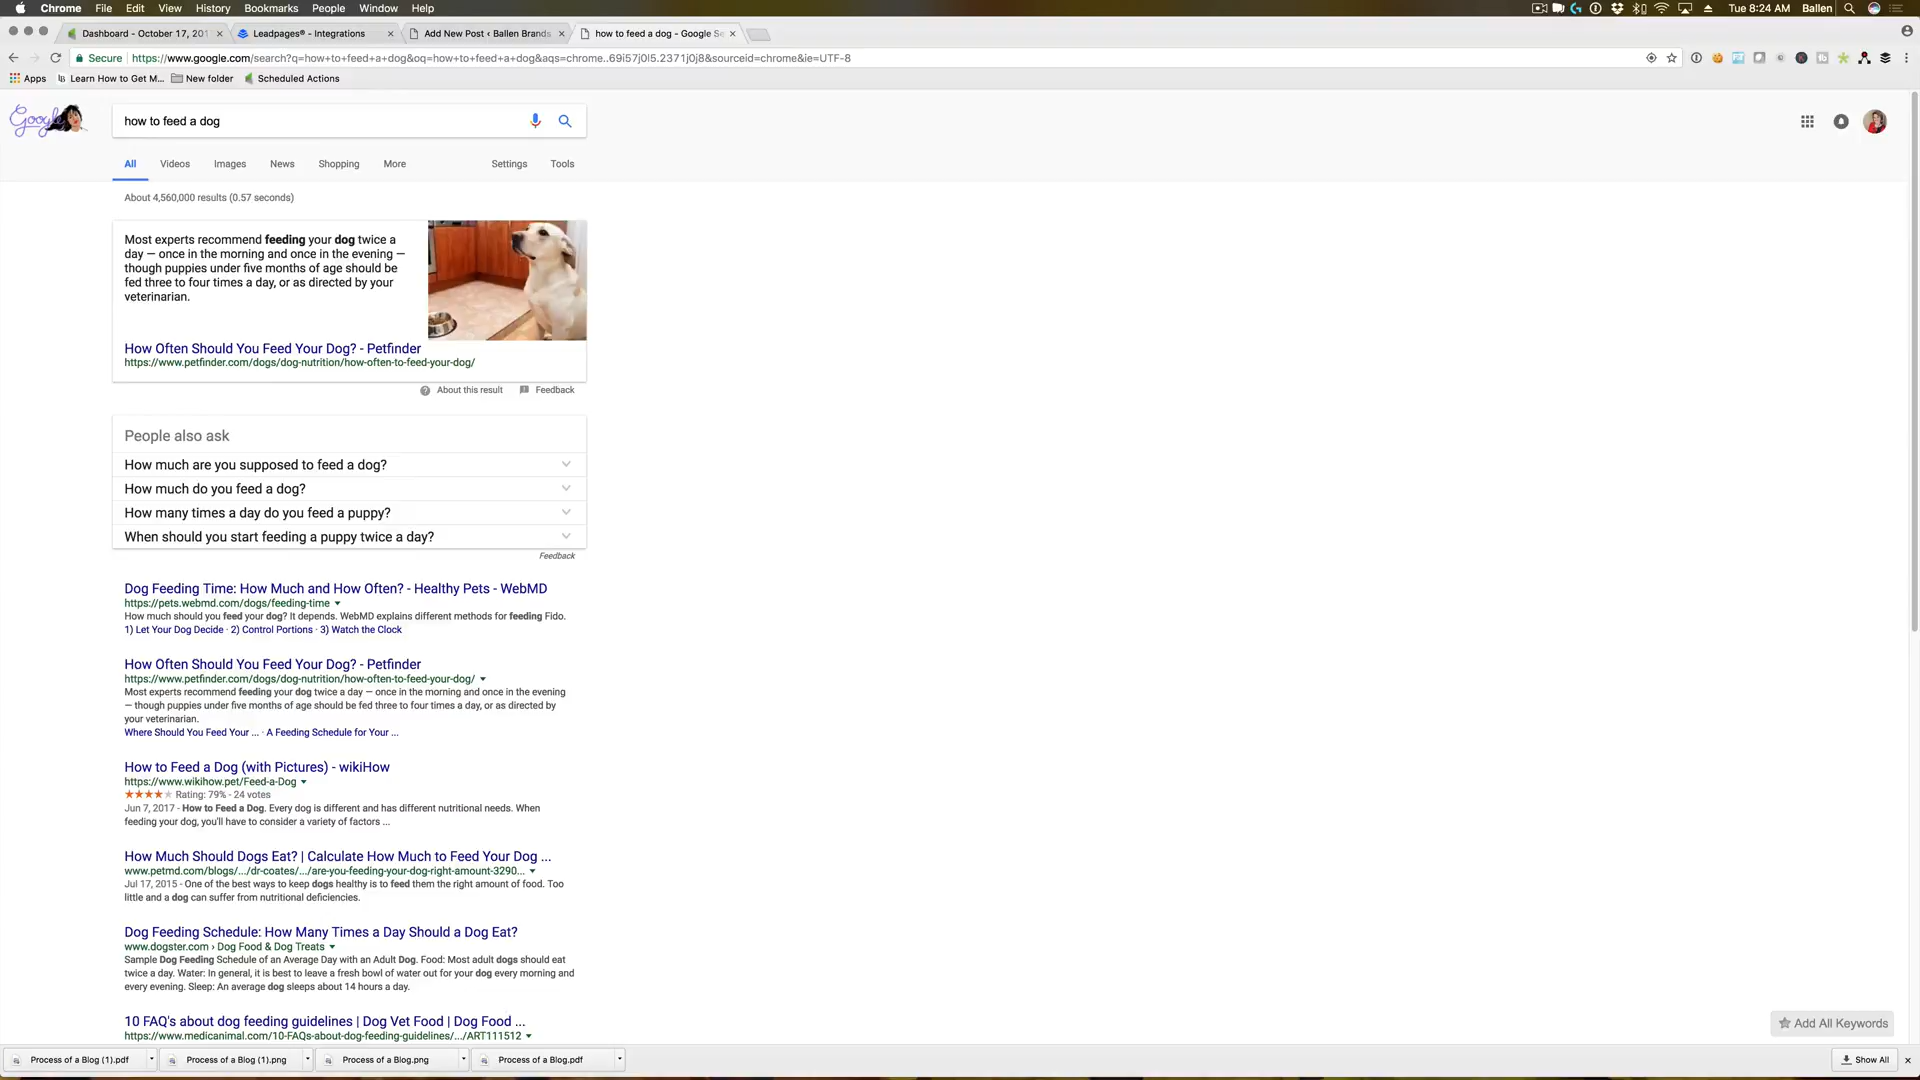 Chrome File Edit View History Bookmarks People Window Help Tue 8:24 AM Ballen
Dashboard - October 17, 201 Leadpages® - Integrations Add New Post ‹ Ballen Brands how to feed a dog - Google Se
Secure https://www.google.com/search?q=how+to+feed+a+dog&oq=how+to+feed+a+dog&aqs=chrome..69i57j0l5.2371j0j8&sourceid=chrome&ie=UTF-8
Apps Learn How to Get M... New folder Scheduled Actions
Google how to feed a dog
All Videos Images News Shopping More Settings Tools
About 4,560,000 results (0.57 seconds)
Most experts recommend feeding your dog twice a
day — once in the morning and once in the evening —
though puppies under five months of age should be
fed three to four times a day, or as directed by your
veterinarian.
How Often Should You Feed Your Dog? - Petfinder
https://www.petfinder.com/dogs/dog-nutrition/how-often-to-feed-your-dog/
About this result Feedback
People also ask
How much are you supposed to feed a dog?
How much do you feed a dog?
How many times a day do you feed a puppy?
When should you start feeding a puppy twice a day?
Feedback
Dog Feeding Time: How Much and How Often? - Healthy Pets - WebMD
https://pets.webmd.com/dogs/feeding-time
How much should you feed your dog? It depends. WebMD explains different methods for feeding Fido.
1) Let Your Dog Decide · 2) Control Portions · 3) Watch the Clock
How Often Should You Feed Your Dog? - Petfinder
https://www.petfinder.com/dogs/dog-nutrition/how-often-to-feed-your-dog/
Most experts recommend feeding your dog twice a day — once in the morning and once in the evening
— though puppies under five months of age should be fed three to four times a day, or as directed by
your veterinarian.
Where Should You Feed Your ... · A Feeding Schedule for Your ...
How to Feed a Dog (with Pictures) - wikiHow
https://www.wikihow.pet/Feed-a-Dog
Rating: 79% - 24 votes
Jun 7, 2017 - How to Feed a Dog. Every dog is different and has different nutritional needs. When
feeding your dog, you'll have to consider a variety of factors ...
How Much Should Dogs Eat? | Calculate How Much to Feed Your Dog ...
www.petmd.com/blogs/.../dr-coates/.../are-you-feeding-your-dog-right-amount-3290...
Jul 17, 2015 - One of the best ways to keep dogs healthy is to feed them the right amount of food. Too
little and a dog can suffer from nutritional deficiencies.
Dog Feeding Schedule: How Many Times a Day Should a Dog Eat?
www.dogster.com › Dog Food & Dog Treats
Sample Dog Feeding Schedule of an Average Day with an Adult Dog. Food: Most adult dogs should eat
twice a day. Water: In general, it is best to leave a fresh bowl of water out for your dog every morning and
every evening. Sleep: An average dog sleeps about 14 hours a day.
10 FAQ's about dog feeding guidelines | Dog Vet Food | Dog Food ...
https://www.medicanimal.com/10-FAQs-about-dog-feeding-guidelines/.../ART111512
Add All Keywords
Process of a Blog (1).pdf Process of a Blog (1).png Process of a Blog.png Process of a Blog.pdf Show All